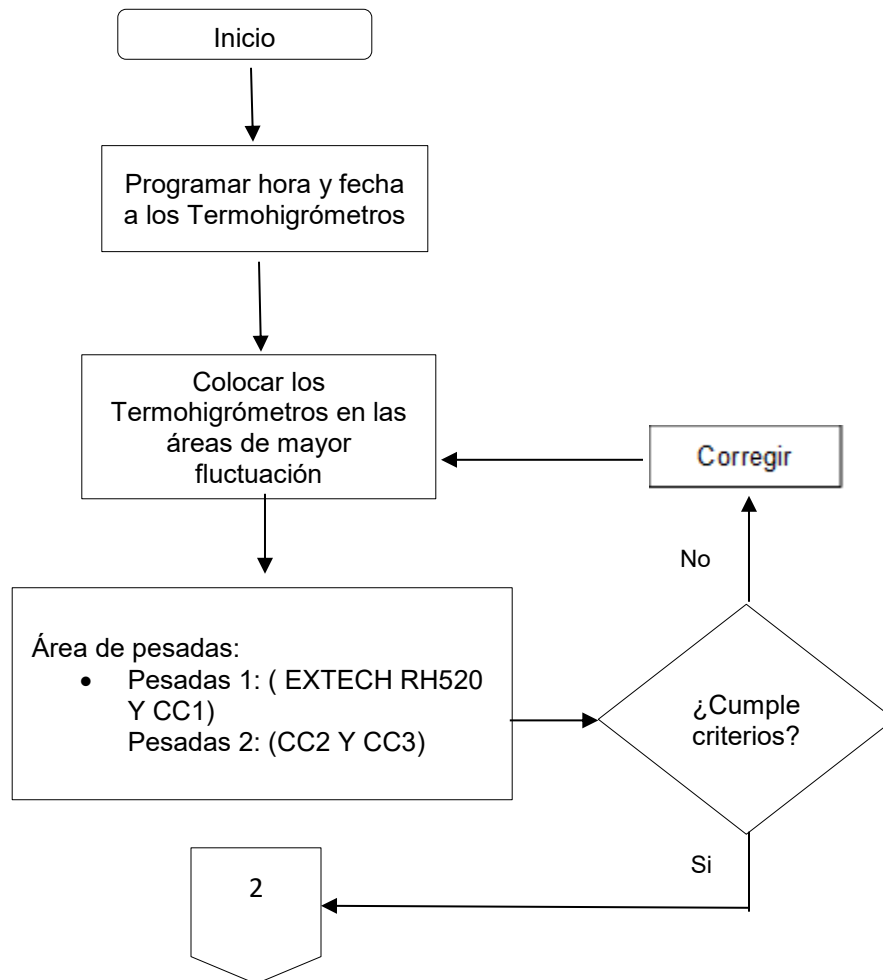 Inicio
Programar hora y fecha
a los Termohigrómetros
Colocar los
Termohigrómetros en las
áreas de mayor
fluctuación
Corregir
No
Área de pesadas:
• Pesadas 1: ( EXTECH RH520
Y CC1)
Pesadas 2: (CC2 Y CC3)
¿Cumple
criterios?
Si
2